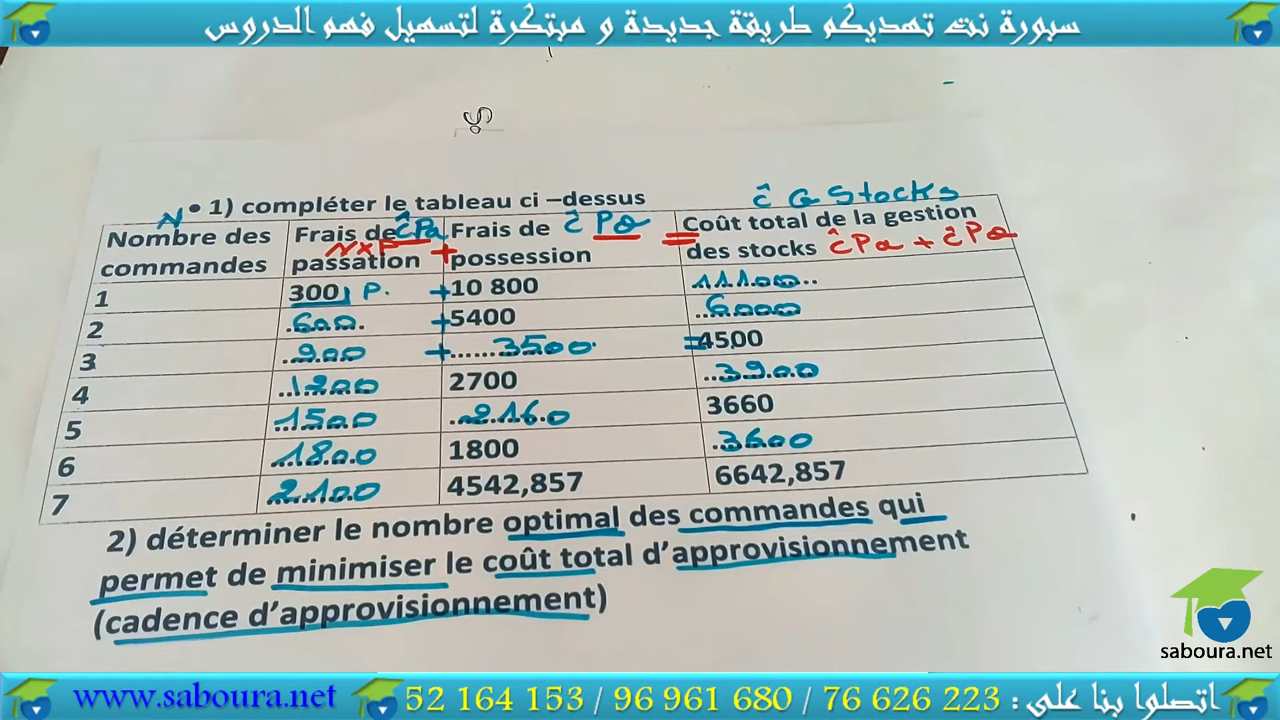 سبورة نت تهديكم طريقة جديدة و مبتكرة لتسهيل فهم الدروس
• 1) compléter le tableau ci –dessus
N
ĉ G Stocks
Nombre des commandes
Frais de passation ĉPa
NxP
+
Frais de possession ĉ Po
=
Coût total de la gestion des stocks ĉPa + ĉPo
1 300 P. + 10 800 11100
2 600 + 5400 6000
3 900 + 3500 = 4500
4 1200 2700 3900
5 1500 2160 3660
6 1800 1800 3600
7 2100 4542,857 6642,857
2) déterminer le nombre optimal des commandes qui
permet de minimiser le coût total d’approvisionnement
(cadence d’approvisionnement)
saboura.net
www.saboura.net
اتصلوا بنا على : 52 164 153 / 96 961 680 / 76 626 223